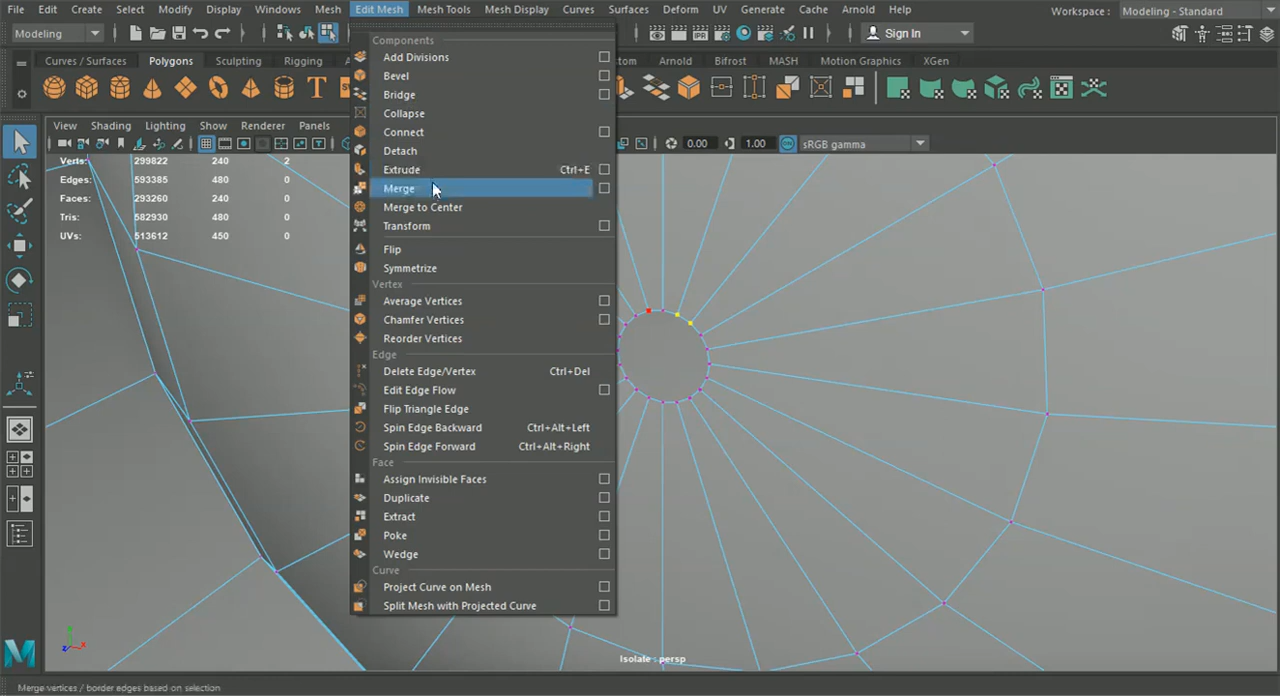 File Edit Create Select Modify Display Windows Mesh Edit Mesh Mesh Tools Mesh Display Curves Surfaces Deform UV Generate Cache Arnold Help Workspace : Modeling - Standard
Modeling Sign In
Curves / Surfaces Polygons Sculpting Rigging Arnold Bifrost MASH Motion Graphics XGen
View Shading Lighting Show Renderer Panels
0.00 1.00 sRGB gamma
Verts: 299822 240 2
Edges: 593385 480 0
Faces: 293260 240 0
Tris: 582930 480 0
UVs: 513612 450 0
Components
Add Divisions
Bevel
Bridge
Collapse
Connect
Detach
Extrude Ctrl+E
Merge
Merge to Center
Transform
Flip
Symmetrize
Vertex
Average Vertices
Chamfer Vertices
Reorder Vertices
Edge
Delete Edge/Vertex Ctrl+Del
Edit Edge Flow
Flip Triangle Edge
Spin Edge Backward Ctrl+Alt+Left
Spin Edge Forward Ctrl+Alt+Right
Face
Assign Invisible Faces
Duplicate
Extract
Poke
Wedge
Curve
Project Curve on Mesh
Split Mesh with Projected Curve
Isolate : persp
Merge vertices / border edges based on selection